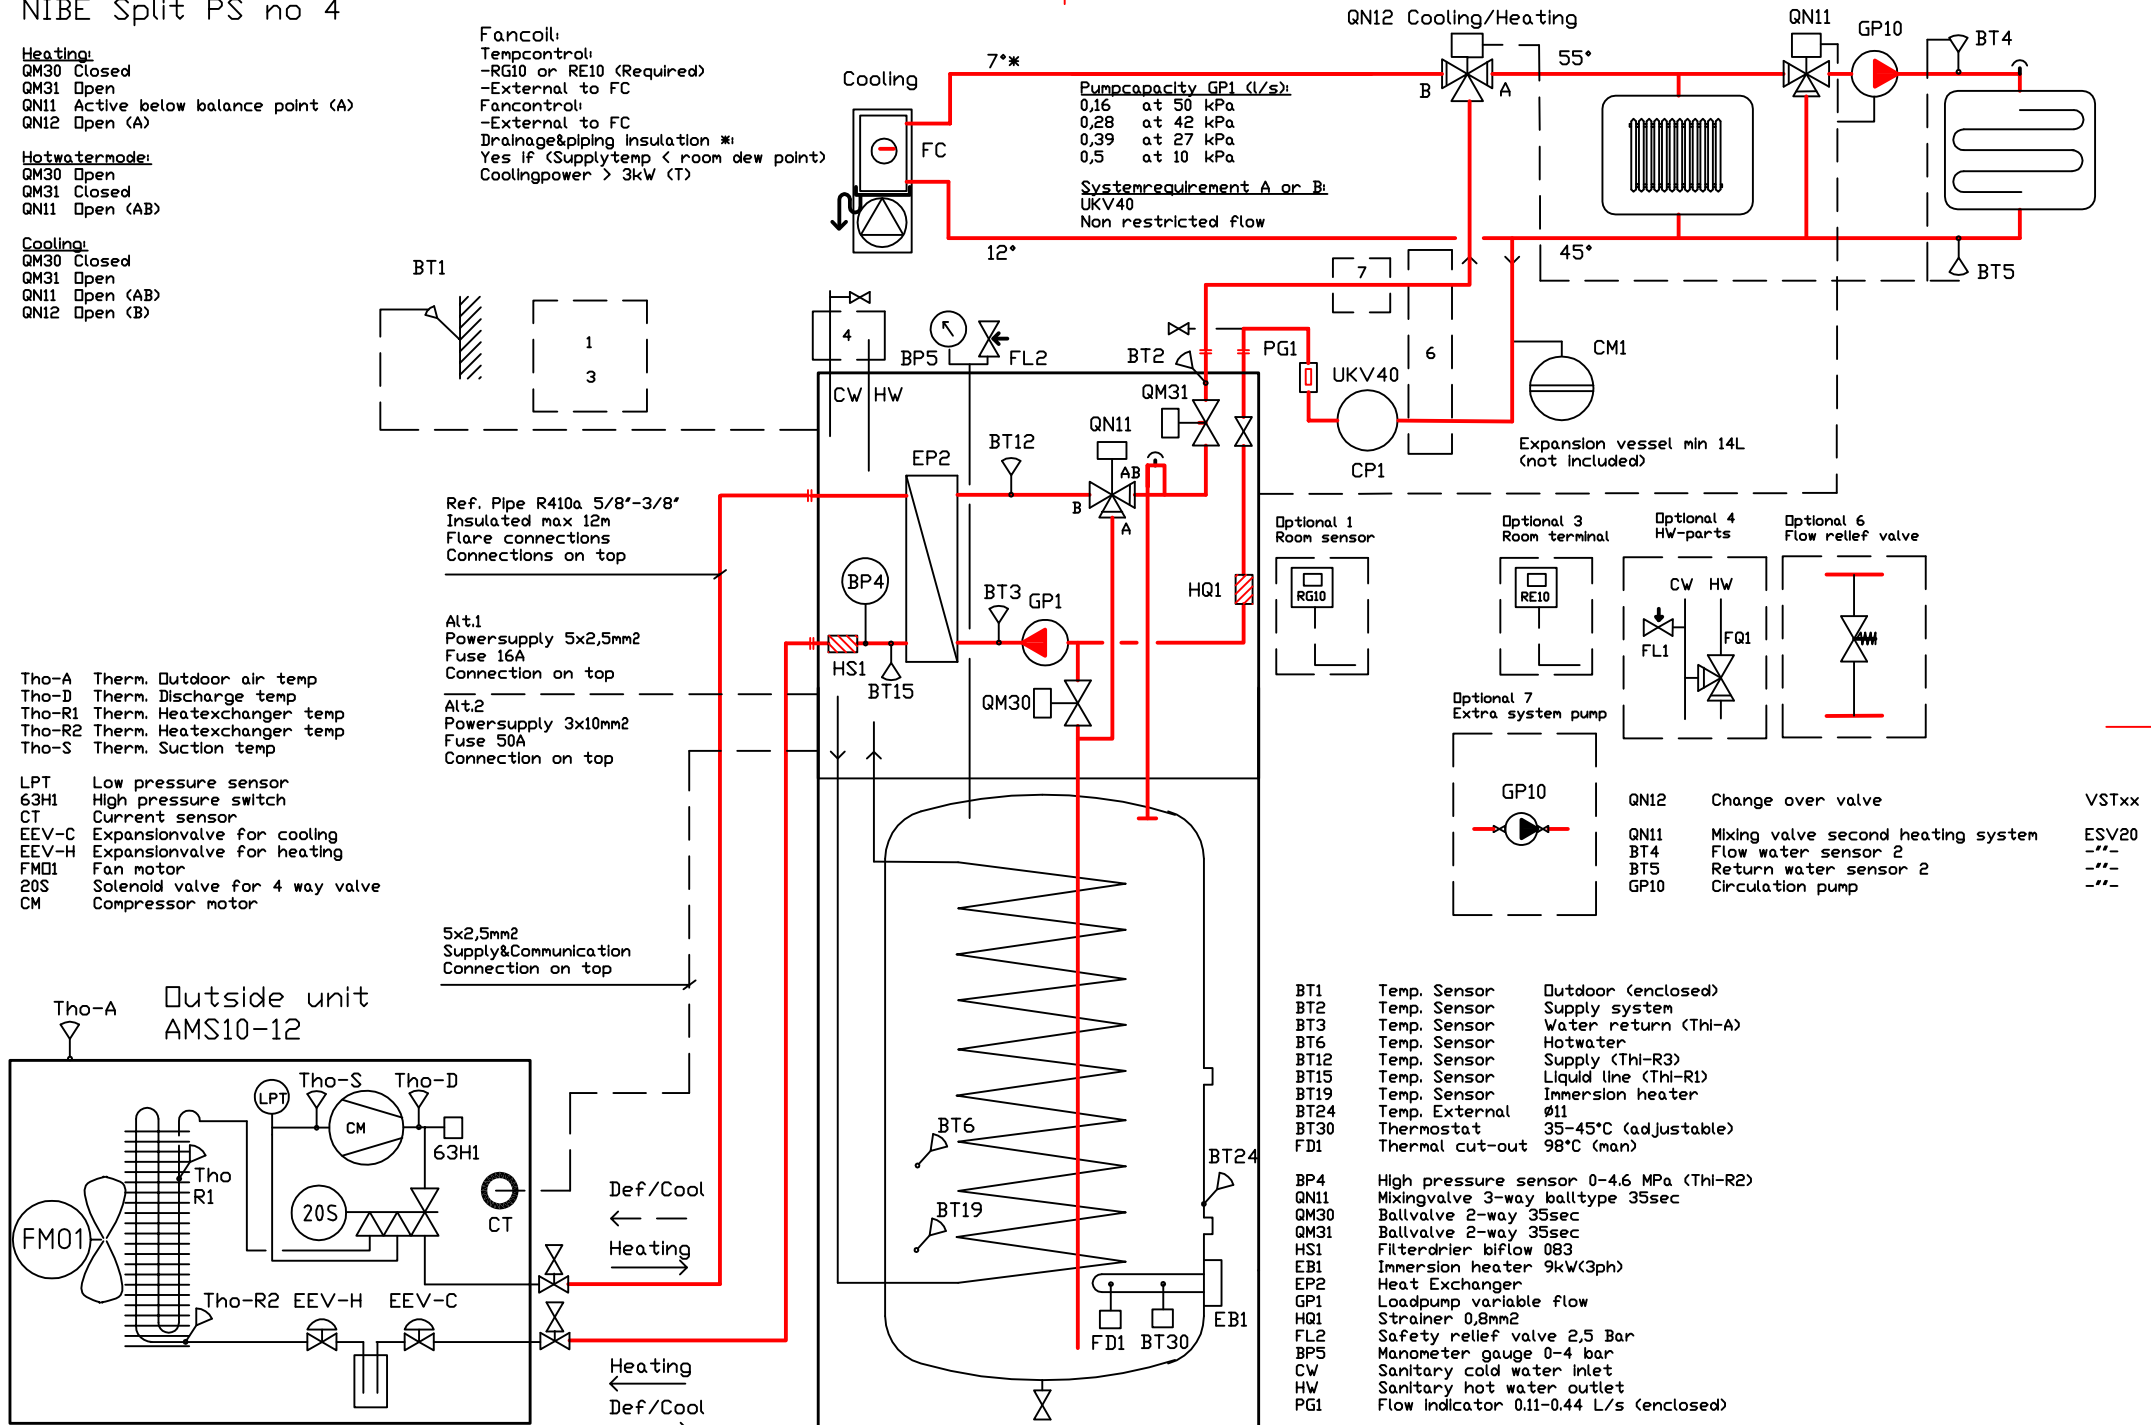 NIBE Split PS no 4
Heating:
QM30 Closed
QM31 Open
QN11 Active below balance point (A)
QN12 Open (A)
Hotwatermode:
QM30 Open
QM31 Closed
QN11 Open (AB)
Cooling:
QM30 Closed
QM31 Open
QN11 Open (AB)
QN12 Open (B)
Fancoil:
Tempcontrol:
-RG10 or RE10 (Required)
-External to FC
Fancontrol:
-External to FC
Drainage&piping insulation *:
Yes if (Supplytemp < room dew point)
Coolingpower > 3kW (T)
Cooling
FC
7°*
12°
Pumpcapacity GP1 (l/s):
0,16 at 50 kPa
0,28 at 42 kPa
0,39 at 27 kPa
0,5 at 10 kPa
Systemrequirement A or B:
UKV40
Non restricted flow
QN12 Cooling/Heating
B
A
55°
45°
QN11
GP10
BT4
BT5
BT1
1
3
4
7
6
BP5
FL2
BT2
PG1
UKV40
CP1
CM1
Expansion vessel min 14L
(not included)
CW
HW
QM31
QN11
AB
B
A
BT12
EP2
BP4
HS1
BT15
BT3
GP1
HQ1
QM30
Ref. Pipe R410a 5/8"-3/8"
Insulated max 12m
Flare connections
Connections on top
Alt.1
Powersupply 5x2,5mm2
Fuse 16A
Connection on top
Alt.2
Powersupply 3x10mm2
Fuse 50A
Connection on top
5x2,5mm2
Supply&Communication
Connection on top
Tho-A Therm. Outdoor air temp
Tho-D Therm. Discharge temp
Tho-R1 Therm. Heatexchanger temp
Tho-R2 Therm. Heatexchanger temp
Tho-S Therm. Suction temp
LPT Low pressure sensor
63H1 High pressure switch
CT Current sensor
EEV-C Expansionvalve for cooling
EEV-H Expansionvalve for heating
FMO1 Fan motor
20S Solenoid valve for 4 way valve
CM Compressor motor
Optional 1
Room sensor
RG10
Optional 3
Room terminal
RE10
Optional 4
HW-parts
CW
HW
FL1
FQ1
Optional 6
Flow relief valve
Optional 7
Extra system pump
GP10
QN12 Change over valve VSTxx
QN11 Mixing valve second heating system ESV20
BT4 Flow water sensor 2 -"-
BT5 Return water sensor 2 -"-
GP10 Circulation pump -"-
Outside unit
AMS10-12
Tho-A
LPT
Tho-S
Tho-D
CM
63H1
Tho
R1
20S
CT
FM01
Tho-R2
EEV-H
EEV-C
Def/Cool
Heating
Heating
Def/Cool
BT6
BT19
BT24
FD1
BT30
EB1
BT1 Temp. Sensor Outdoor (enclosed)
BT2 Temp. Sensor Supply system
BT3 Temp. Sensor Water return (Thi-A)
BT6 Temp. Sensor Hotwater
BT12 Temp. Sensor Supply (Thi-R3)
BT15 Temp. Sensor Liquid line (Thi-R1)
BT19 Temp. Sensor Immersion heater
BT24 Temp. External ø11
BT30 Thermostat 35-45°C (adjustable)
FD1 Thermal cut-out 98°C (man)
BP4 High pressure sensor 0-4.6 MPa (Thi-R2)
QN11 Mixingvalve 3-way balltype 35sec
QM30 Ballvalve 2-way 35sec
QM31 Ballvalve 2-way 35sec
HS1 Filterdrier biflow 083
EB1 Immersion heater 9kW(3ph)
EP2 Heat Exchanger
GP1 Loadpump variable flow
HQ1 Strainer 0,8mm2
FL2 Safety relief valve 2,5 Bar
BP5 Manometer gauge 0-4 bar
CW Sanitary cold water inlet
HW Sanitary hot water outlet
PG1 Flow indicator 0.11-0.44 L/s (enclosed)